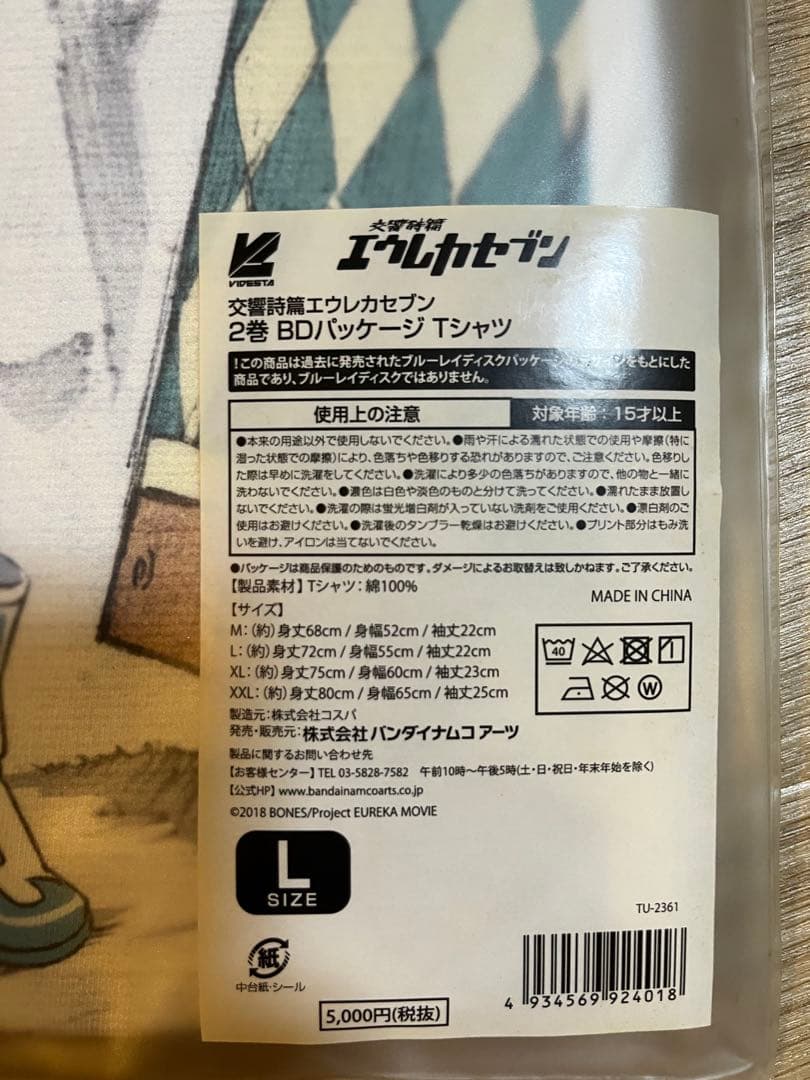 VIDESTA
交響詩篇
エウレカセブン
交響詩篇エウレカセブン
2巻 BDパッケージ Tシャツ
!この商品は過去に発売されたブルーレイディスクパッケージのデザインをもとにした
商品であり、ブルーレイディスクではありません。
使用上の注意 対象年齢:15才以上
●本来の用途以外で使用しないでください。●雨や汗による濡れた状態での使用や摩擦(特に
湿った状態での摩擦)により、色落ちや色移りする恐れがありますので、ご注意ください。色移りし
た際は早めに洗濯をしてください。●洗濯により多少の色落ちがありますので、他の物と一緒に
洗わないでください。●濃色は白色や淡色のものと分けて洗ってください。●濡れたまま放置し
ないでください。●洗濯の際は蛍光増白剤が入っていない洗剤をご使用ください。●漂白剤のご
使用はお避けください。●洗濯後のタンブラー乾燥はお避けください。●プリント部分はもみ洗
いを避け、アイロンは当てないでください。
●パッケージは商品保護のためのものです。ダメージによるお取替えは致しかねます。ご了承ください。
【製品素材】Tシャツ:綿100%
MADE IN CHINA
【サイズ】
M:(約)身丈68cm / 身幅52cm / 袖丈22cm
L:(約)身丈72cm / 身幅55cm / 袖丈22cm
XL:(約)身丈75cm / 身幅60cm / 袖丈23cm
XXL:(約)身丈80cm / 身幅65cm / 袖丈25cm
40
W
製造元:株式会社コスパ
発売・販売元:株式会社バンダイナムコアーツ
製品に関するお問い合わせ先
【お客様センター】TEL 03-5828-7582 午前10時〜午後5時(土・日・祝日・年末年始を除く)
【公式HP】www.bandainamcoarts.co.jp
©2018 BONES/Project EUREKA MOVIE
L
SIZE
TU-2361
紙
中台紙・シール
5,000円(税抜)
4 934569 924018